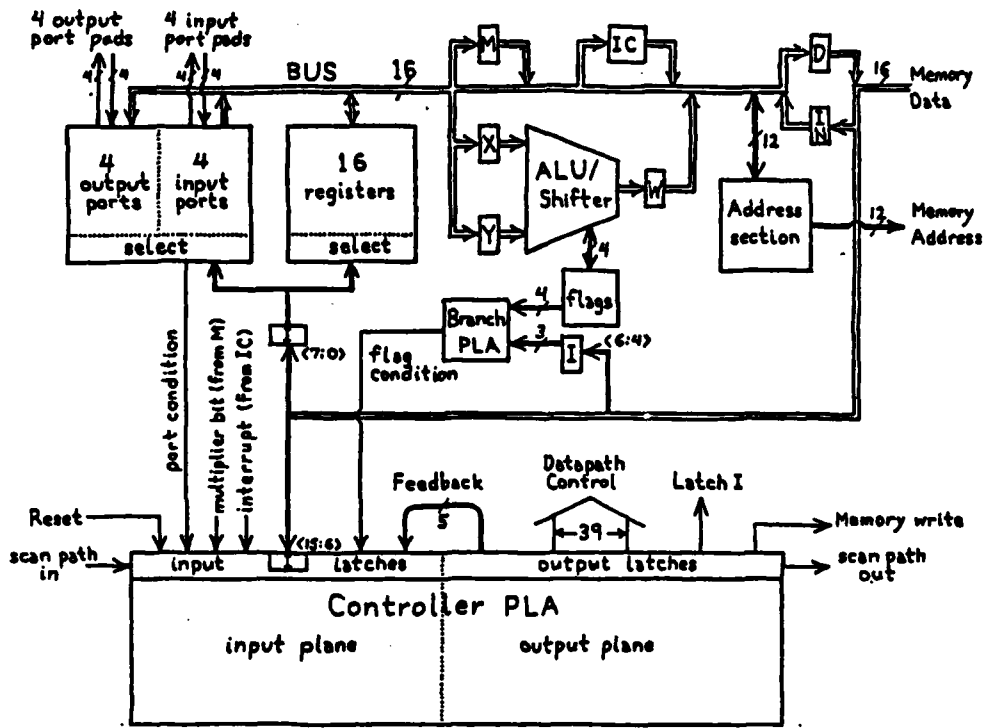 4 output
port pads
4 input
port pads
4
4
4
4
BUS
16
M
IC
D
16
Memory
Data
IN
12
X
Y
ALU/
Shifter
W
4
output
ports
4
input
ports
select
16
registers
select
Address
section
12
Memory
Address
4
flags
4
3
Branch
PLA
I
<6:4>
<7:0>
flag
condition
port condition
multiplier bit (from M)
interrupt (from IC)
Feedback
5
Datapath
Control
39
Latch I
Reset
Memory write
scan path
in
<15:6>
input
latches
output latches
scan path
out
Controller PLA
input plane
output plane